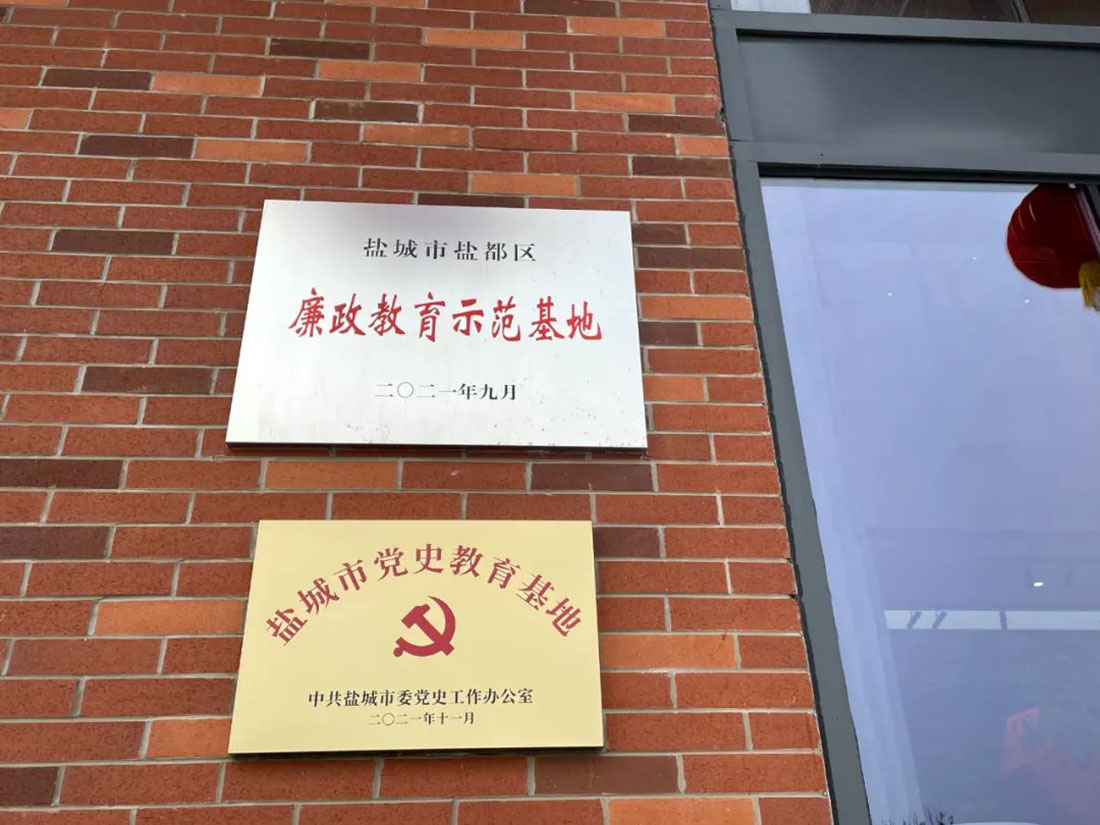 盐城市盐都区
廉政教育示范基地
二〇二一年九月
盐城市党史教育基地
中共盐城市委党史工作办公室
二〇二一年十一月